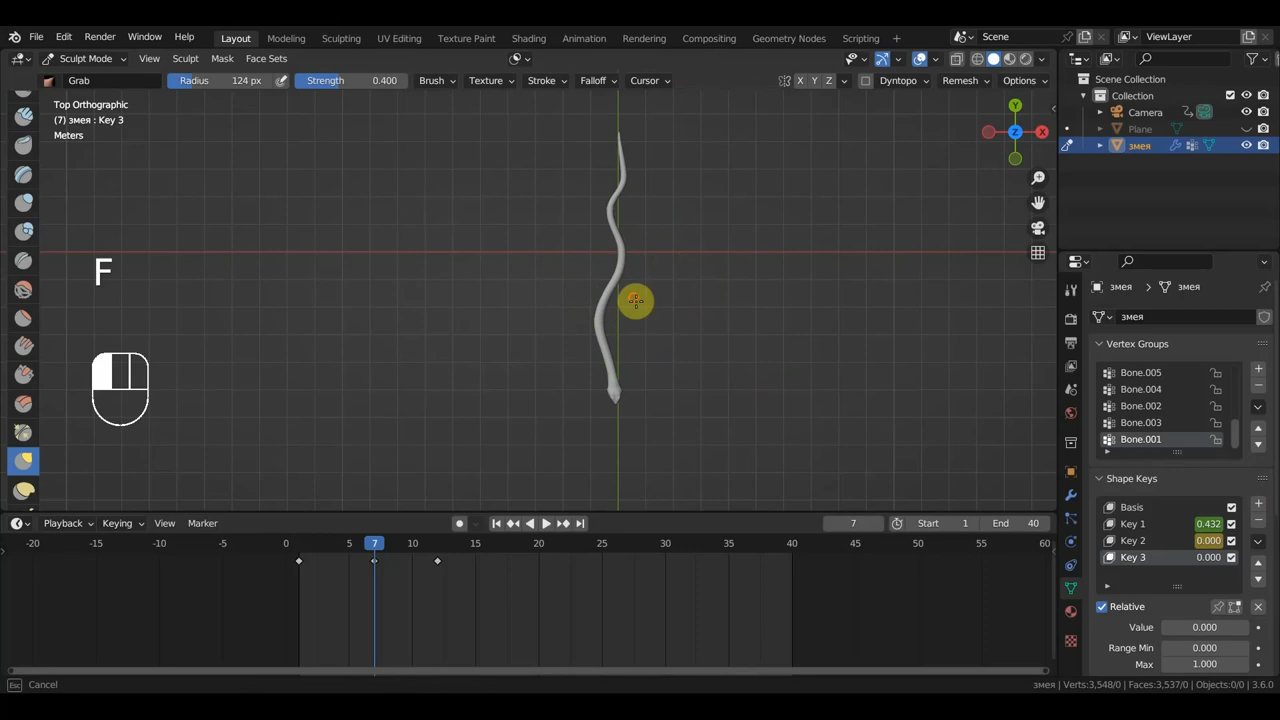 File Edit Render Window Help Layout Modeling Sculpting UV Editing Texture Paint Shading Animation Rendering Compositing Geometry Nodes Scripting + Scene ViewLayer
Sculpt Mode View Sculpt Mask Face Sets
Grab Radius 124 px Strength 0.400 Brush Texture Stroke Falloff Cursor X Y Z Dyntopo Remesh Options
Top Orthographic
(7) змея : Key 3
Meters
Y
X
Z
F
Scene Collection
Collection
Camera
Plane
змея
змея > змея
змея
Vertex Groups
Bone.005
Bone.004
Bone.002
Bone.003
Bone.001
Shape Keys
Basis
Key 1 0.432
Key 2 0.000
Key 3 0.000
Relative
Value 0.000
Range Min 0.000
Max 1.000
Playback Keying View Marker 7 Start 1 End 40
-20 -15 -10 -5 0 5 7 10 15 20 25 30 35 40 45 50 55 60
Esc Cancel
змея | Verts:3,548/0 | Faces:3,537/0 | Objects:0/0 | 3.6.0